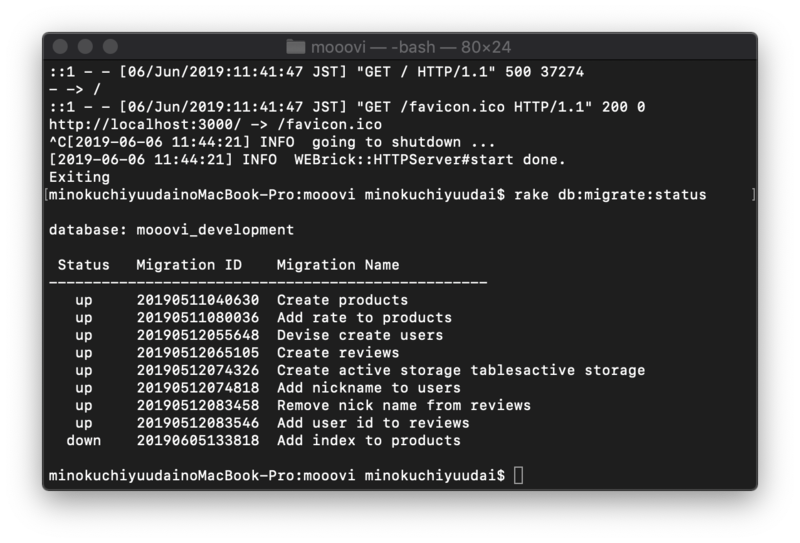 mooovi — -bash — 80×24
::1 - - [06/Jun/2019:11:41:47 JST] "GET / HTTP/1.1" 500 37274
- -> /
::1 - - [06/Jun/2019:11:41:47 JST] "GET /favicon.ico HTTP/1.1" 200 0
http://localhost:3000/ -> /favicon.ico
^C[2019-06-06 11:44:21] INFO  going to shutdown ...
[2019-06-06 11:44:21] INFO  WEBrick::HTTPServer#start done.
Exiting
[minokuchiyuudainoMacBook-Pro:mooovi minokuchiyuudai$ rake db:migrate:status ]
database: mooovi_development
Status   Migration ID    Migration Name
--------------------------------------------------
up     20190511040630  Create products
up     20190511080036  Add rate to products
up     20190512055648  Devise create users
up     20190512065105  Create reviews
up     20190512074326  Create active storage tablesactive storage
up     20190512074818  Add nickname to users
up     20190512083458  Remove nick name from reviews
up     20190512083546  Add user id to reviews
down    20190605133818  Add index to products
minokuchiyuudainoMacBook-Pro:mooovi minokuchiyuudai$